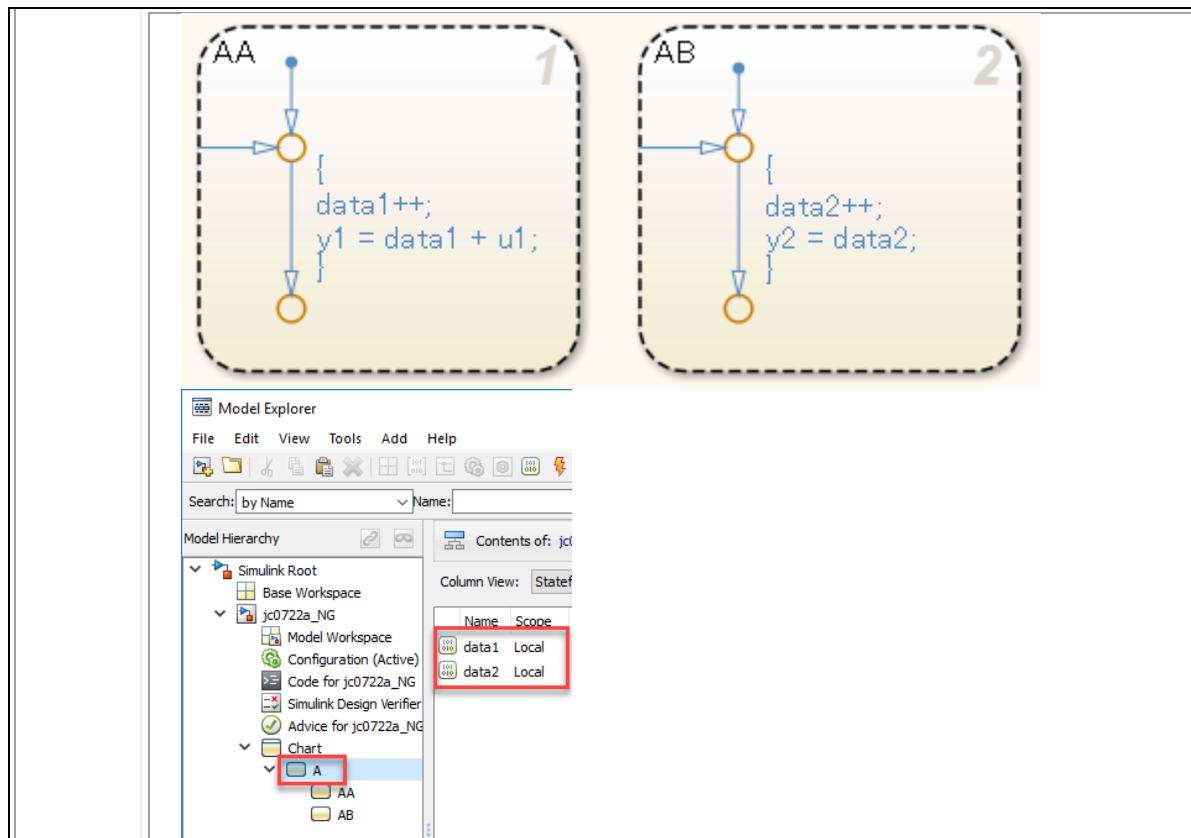 AA 1 AB 2
{
data1++;
y1 = data1 + u1;
}
{
data2++;
y2 = data2;
}
Model Explorer
File Edit View Tools Add Help
Search: by Name Name:
Model Hierarchy
Contents of: jc0
Simulink Root
Column View: Statef
Base Workspace
jc0722a_NG
Name Scope
Model Workspace
data1 Local
Configuration (Active)
data2 Local
Code for jc0722a_NG
Simulink Design Verifier
Advice for jc0722a_NG
Chart
A
AA
AB